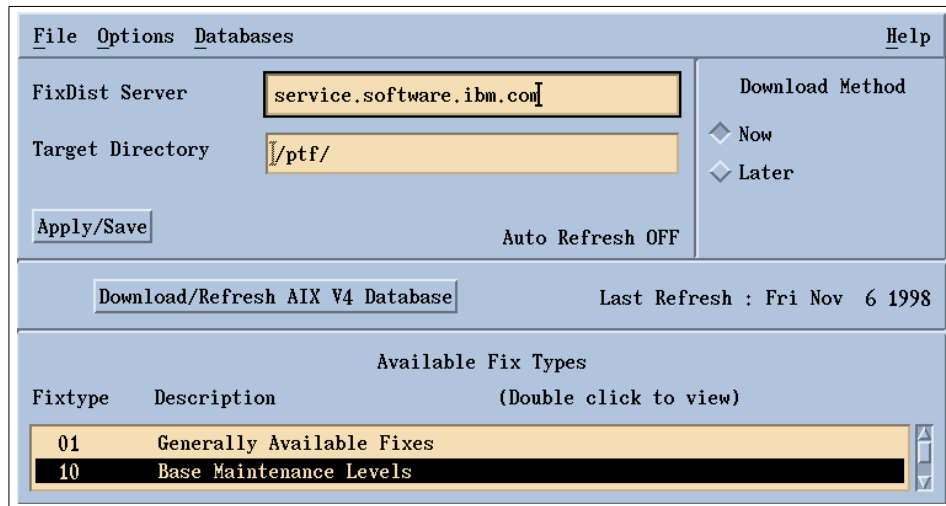 File Options Databases Help
FixDist Server service.software.ibm.com Download Method
Now
Target Directory /ptf/
Later
Apply/Save Auto Refresh OFF
Download/Refresh AIX V4 Database Last Refresh : Fri Nov 6 1998
Available Fix Types
Fixtype Description (Double click to view)
01 Generally Available Fixes
10 Base Maintenance Levels